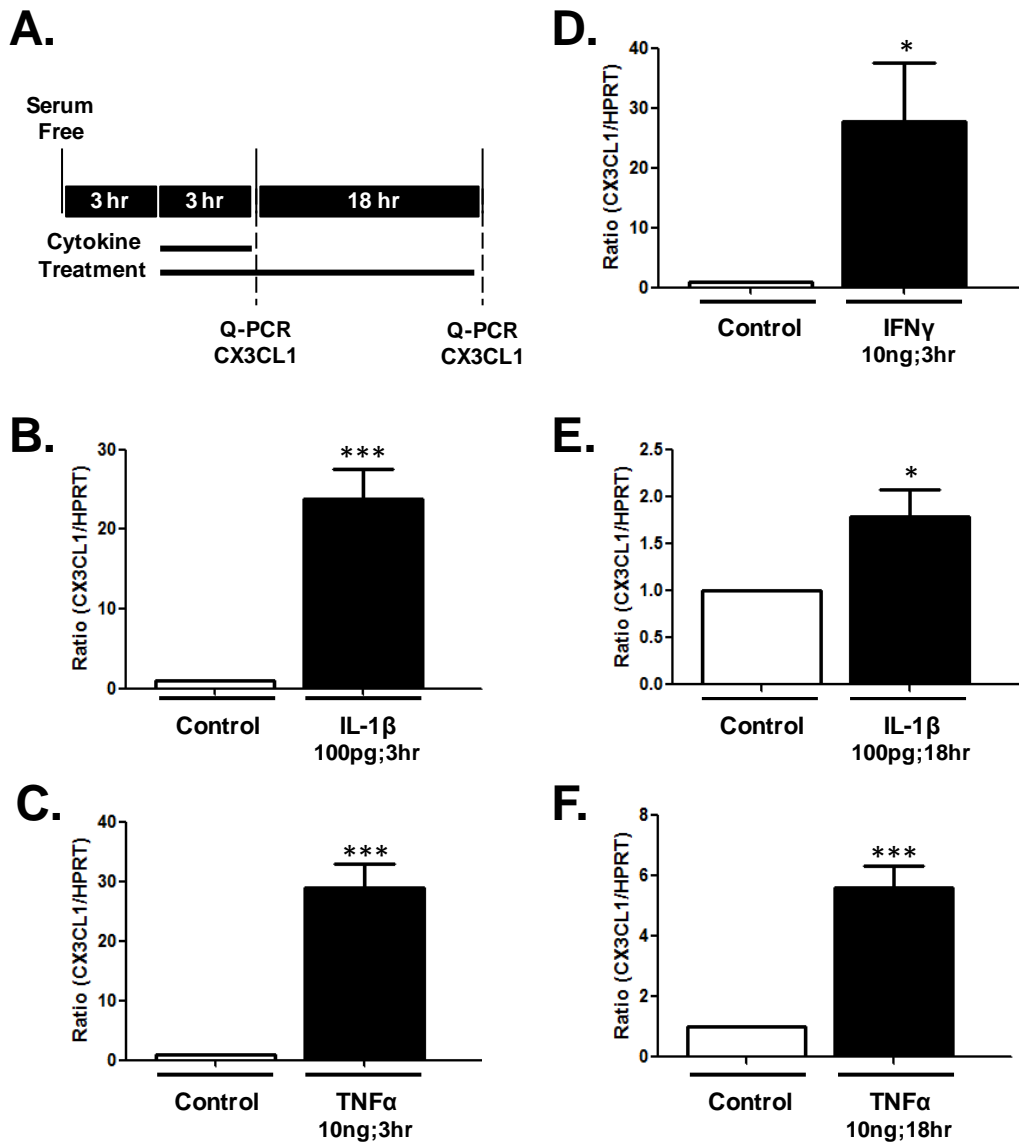 A.
Serum
Free
3 hr
3 hr
18 hr
Cytokine
Treatment
Q-PCR
CX3CL1
Q-PCR
CX3CL1
B.
Ratio (CX3CL1/HPRT)
30
20
10
0
***
Control
IL-1β
100pg;3hr
C.
Ratio (CX3CL1/HPRT)
40
30
20
10
0
***
Control
TNFα
10ng;3hr
D.
Ratio (CX3CL1/HPRT)
40
30
20
10
0
*
Control
IFNγ
10ng;3hr
E.
Ratio (CX3CL1/HPRT)
2.5
2.0
1.5
1.0
0.5
0.0
*
Control
IL-1β
100pg;18hr
F.
Ratio (CX3CL1/HPRT)
8
6
4
2
0
***
Control
TNFα
10ng;18hr